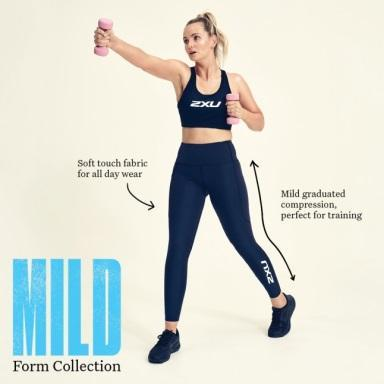 2XU
Soft touch fabric
for all day wear
Mild graduated
compression,
perfect for training
2XU
MILD
Form Collection